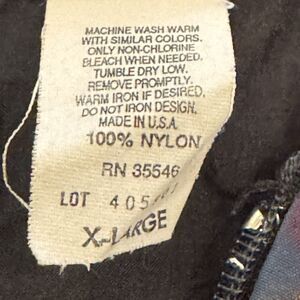 MACHINE WASH WARM
WITH SIMILAR COLORS.
ONLY NON-CHLORINE
BLEACH WHEN NEEDED.
TUMBLE DRY LOW.
REMOVE PROMPTLY.
WARM IRON IF DESIRED,
DO NOT IRON DESIGN.
MADE IN U.S.A.
100% NYLON
RN 35546
LOT
X-LARGE